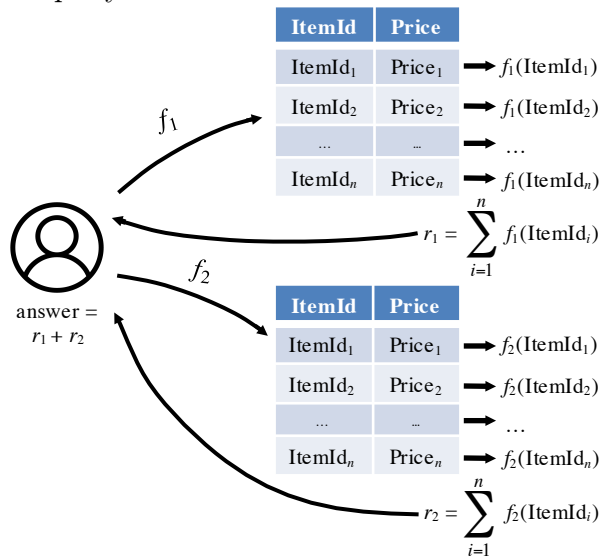 ItemId Price
ItemId₁ Price₁ f₁(ItemId₁)
ItemId₂ Price₂ f₁(ItemId₂)
... ... ...
ItemIdₙ Priceₙ f₁(ItemIdₙ)
f₁
r₁ = ∑ⁿᵢ₌₁ f₁(ItemIdᵢ)
f₂
answer =
r₁ + r₂
ItemId Price
ItemId₁ Price₁ f₂(ItemId₁)
ItemId₂ Price₂ f₂(ItemId₂)
... ... ...
ItemIdₙ Priceₙ f₂(ItemIdₙ)
r₂ = ∑ⁿᵢ₌₁ f₂(ItemIdᵢ)